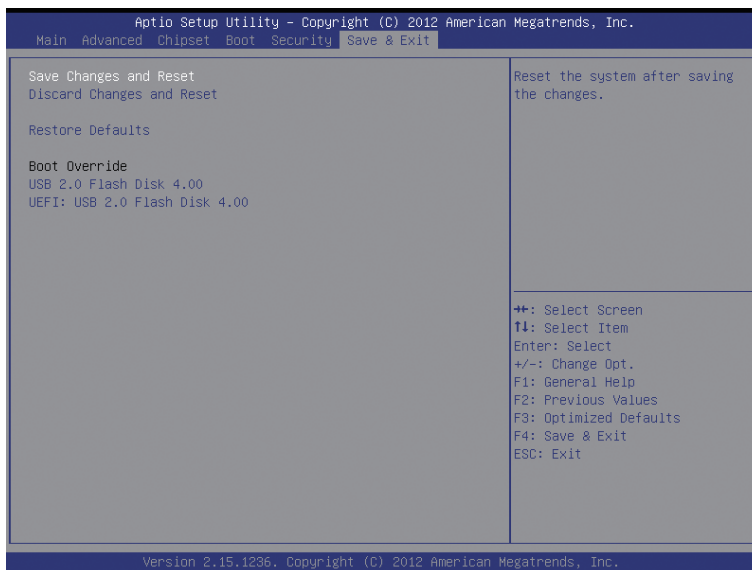 Aptio Setup Utility – Copyright (C) 2012 American Megatrends, Inc.
Main Advanced Chipset Boot Security Save & Exit
Save Changes and Reset
Discard Changes and Reset
Restore Defaults
Boot Override
USB 2.0 Flash Disk 4.00
UEFI: USB 2.0 Flash Disk 4.00
Reset the system after saving
the changes.
→←: Select Screen
↑↓: Select Item
Enter: Select
+/-: Change Opt.
F1: General Help
F2: Previous Values
F3: Optimized Defaults
F4: Save & Exit
ESC: Exit
Version 2.15.1236. Copyright (C) 2012 American Megatrends, Inc.